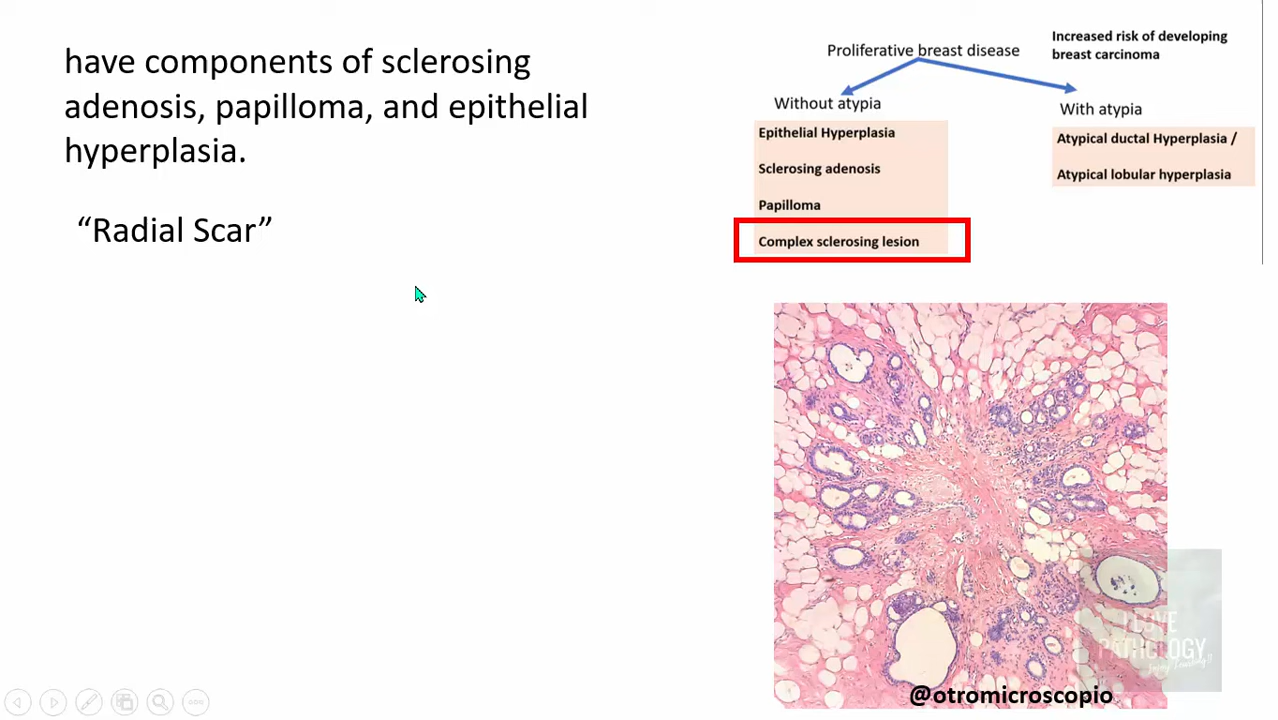 have components of sclerosing
adenosis, papilloma, and epithelial
hyperplasia.
“Radial Scar”
Proliferative breast disease
Increased risk of developing
breast carcinoma
Without atypia
With atypia
Epithelial Hyperplasia
Sclerosing adenosis
Papilloma
Complex sclerosing lesion
Atypical ductal Hyperplasia /
Atypical lobular hyperplasia
I LOVE
PATHOLOGY
@otromicroscopio